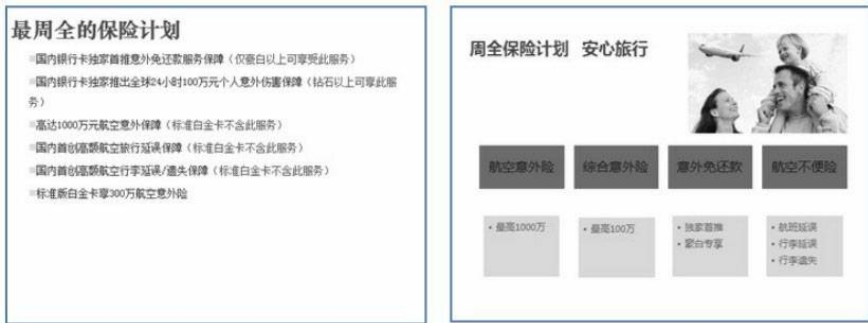 最周全的保险计划
国内银行卡独家首推意外免还款服务保障（仅豪白以上可享受此服务）
国内银行卡独家推出全球24小时100万元个人意外伤害保障（钻石以上可享此服
务）
高达1000万元航空意外保障（标准白金卡不含此服务）
国内首创高额航空旅行延误保障（标准白金卡不含此服务）
国内首创高额航空行李延误/遗失保障（标准白金卡不含此服务）
标准版白金卡享300万航空意外险
周全保险计划 安心旅行
航空意外险 综合意外险 意外免还款 航空不便险
• 最高1000万
• 最高100万
• 独家首推
• 豪白专享
• 航班延误
• 行李延误
• 行李遗失